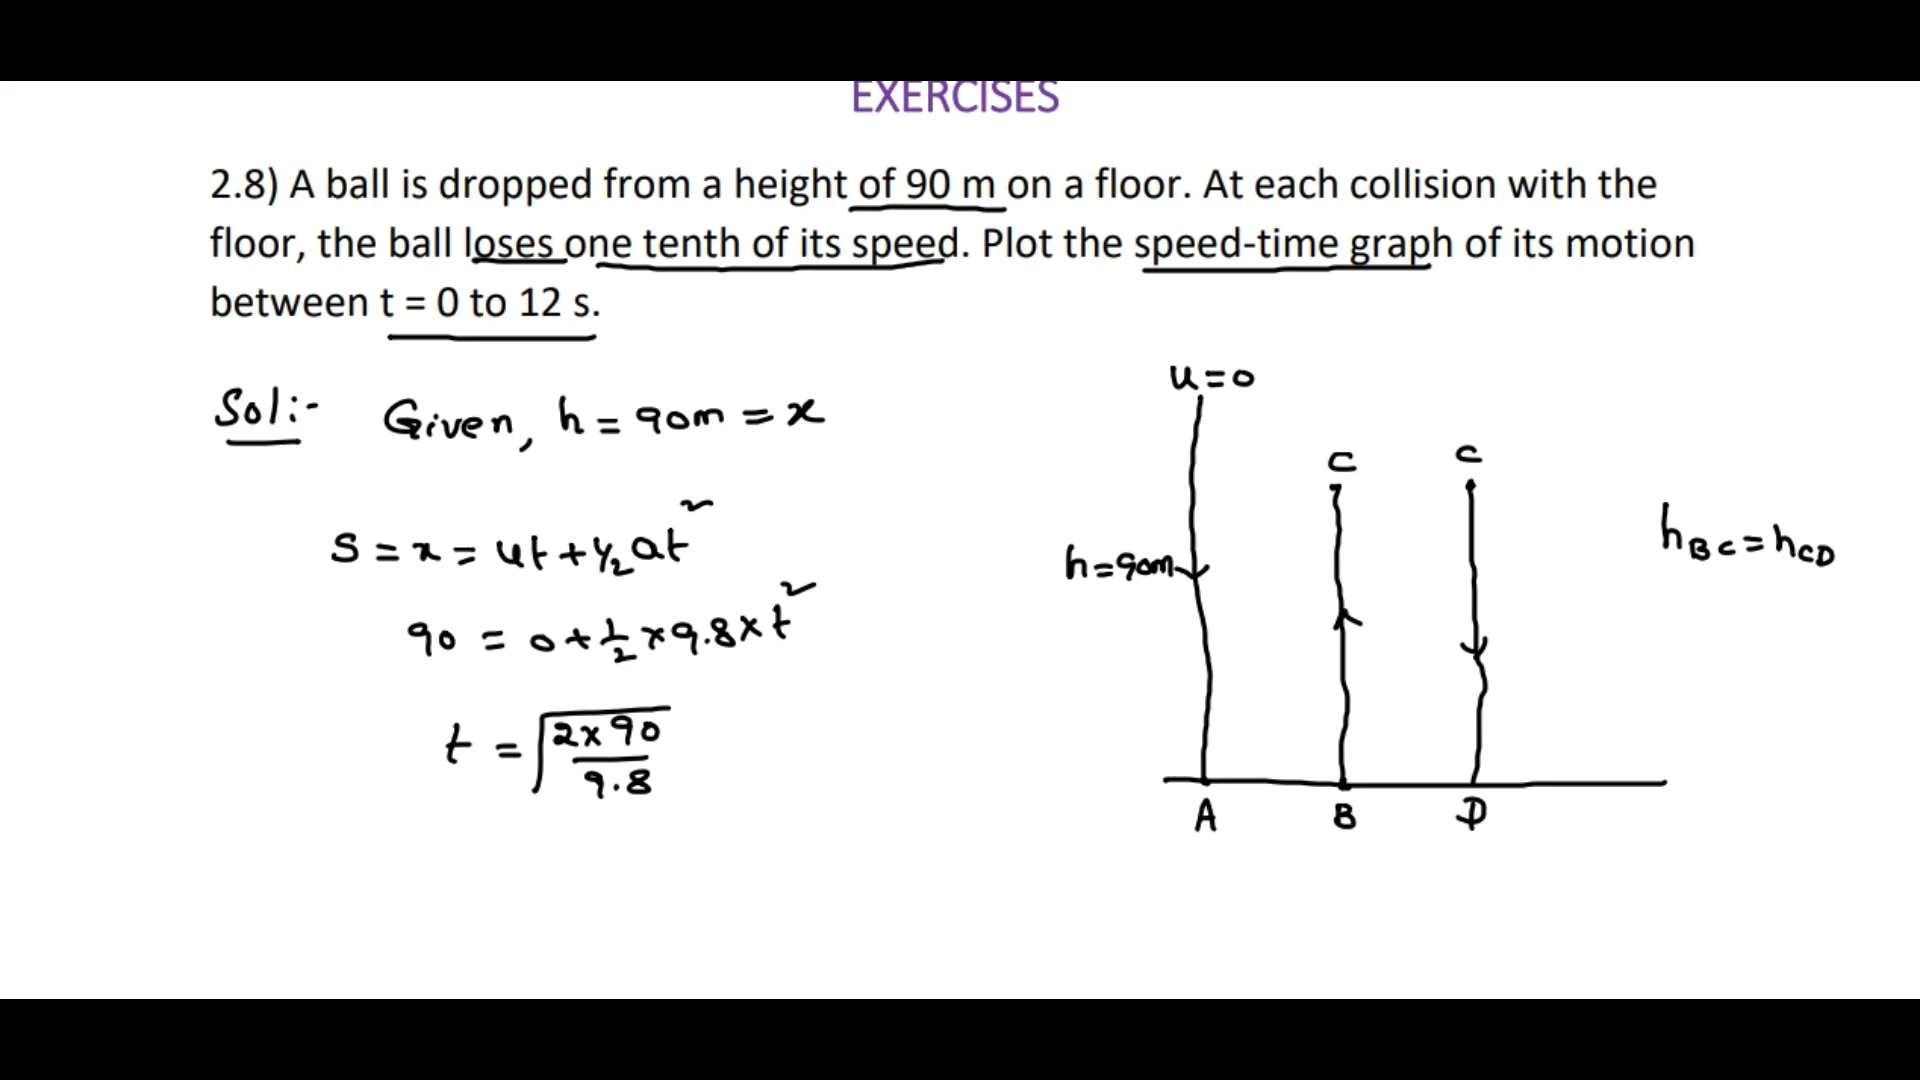 EXERCISES
2.8) A ball is dropped from a height of 90 m on a floor. At each collision with the
floor, the ball loses one tenth of its speed. Plot the speed-time graph of its motion
between t = 0 to 12 s.
Sol:- Given, h = 90m = x
S = x = ut + 1/2 at²
90 = 0 + 1/2 × 9.8 × t²
t = √(2×90/9.8)
u=0
C C
h=90m
hBC = hCD
A B D